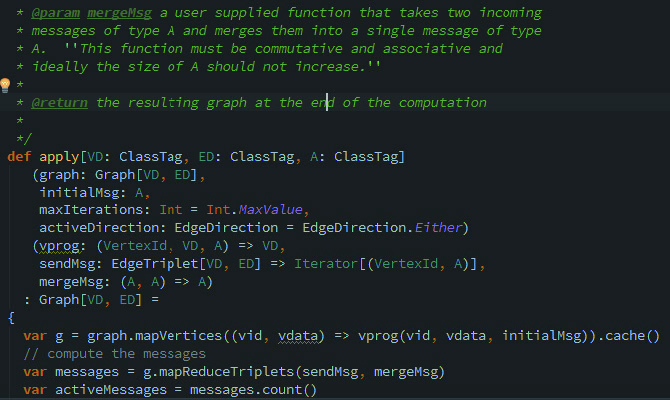 * @param mergeMsg a user supplied function that takes two incoming
* messages of type A and merges them into a single message of type
* A.  ''This function must be commutative and associative and
* ideally the size of A should not increase.''
*
* @return the resulting graph at the end of the computation
*
*/
def apply[VD: ClassTag, ED: ClassTag, A: ClassTag]
(graph: Graph[VD, ED],
initialMsg: A,
maxIterations: Int = Int.MaxValue,
activeDirection: EdgeDirection = EdgeDirection.Either)
(vprog: (VertexId, VD, A) => VD,
sendMsg: EdgeTriplet[VD, ED] => Iterator[(VertexId, A)],
mergeMsg: (A, A) => A)
: Graph[VD, ED] =
{
var g = graph.mapVertices((vid, vdata) => vprog(vid, vdata, initialMsg)).cache()
// compute the messages
var messages = g.mapReduceTriplets(sendMsg, mergeMsg)
var activeMessages = messages.count()